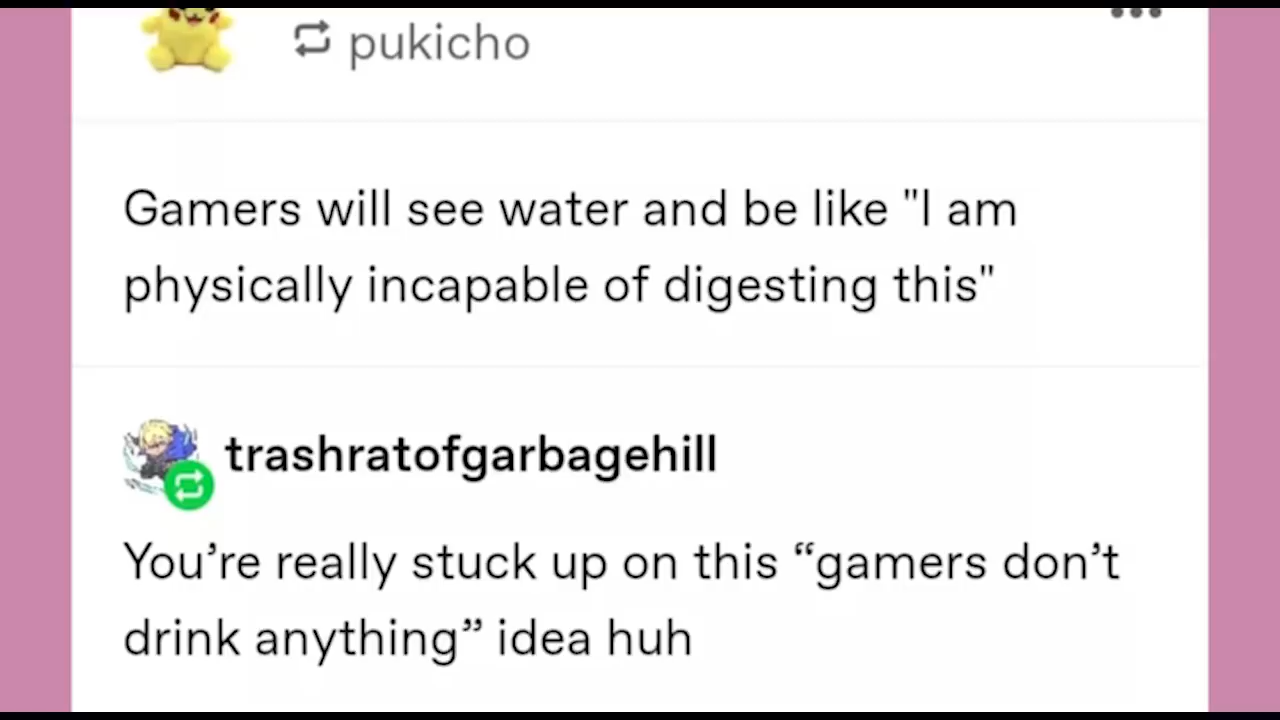 pukicho
Gamers will see water and be like "I am
physically incapable of digesting this"
trashratofgarbagehill
You’re really stuck up on this “gamers don’t
drink anything” idea huh